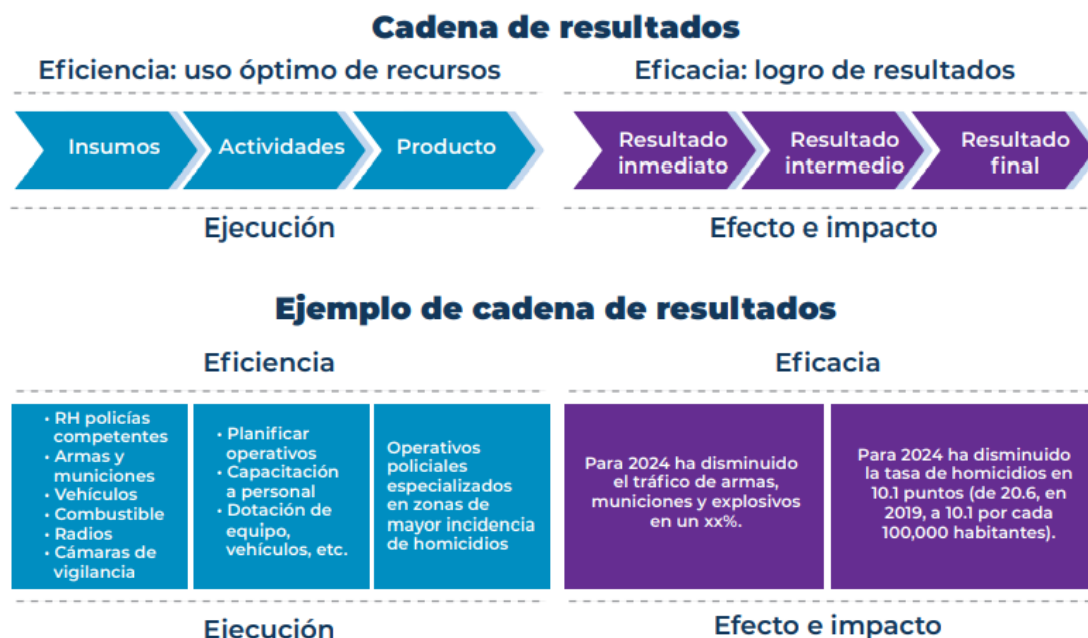 Cadena de resultados
Eficiencia: uso óptimo de recursos
Eficacia: logro de resultados
Insumos
Actividades
Producto
Resultado
inmediato
Resultado
intermedio
Resultado
final
Ejecución
Efecto e impacto
Ejemplo de cadena de resultados
Eficiencia
Eficacia
• RH policías
competentes
• Armas y
municiones
• Vehículos
• Combustible
• Radios
• Cámaras de
vigilancia
• Planificar
operativos
• Capacitación
a personal
• Dotación de
equipo,
vehículos, etc.
Operativos
policiales
especializados
en zonas de
mayor incidencia
de homicidios
Para 2024 ha disminuido
el tráfico de armas,
municiones y explosivos
en un xx%.
Para 2024 ha disminuido
la tasa de homicidios en
10.1 puntos (de 20.6, en
2019, a 10.1 por cada
100,000 habitantes).
Ejecución
Efecto e impacto